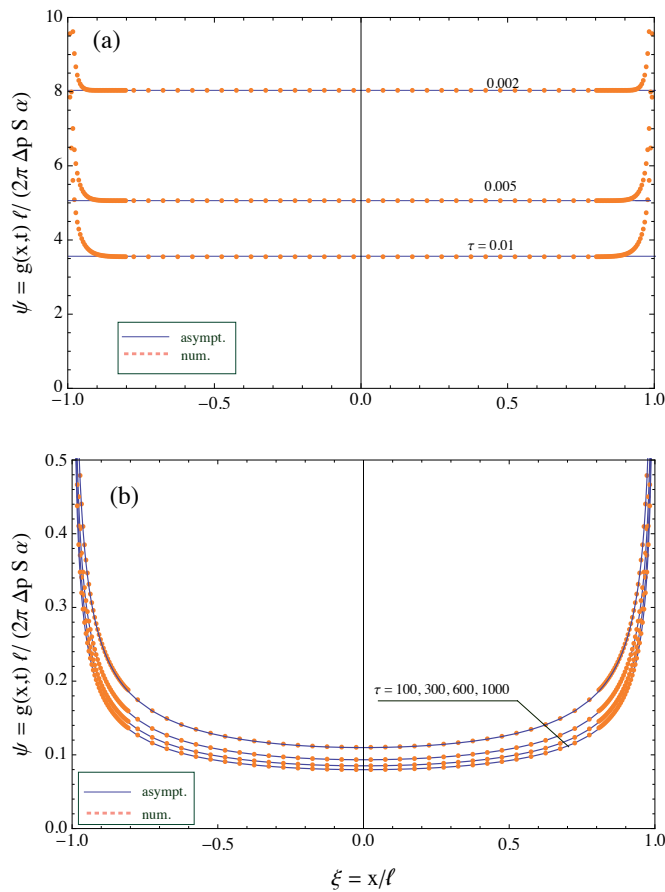 (a)
ψ = g(x,t) ℓ / (2π Δp S α)
10
8
6
4
2
0
0.002
0.005
τ = 0.01
asympt.
num.
−1.0 −0.5 0.0 0.5 1.0
(b)
ψ = g(x,t) ℓ / (2π Δp S α)
0.5
0.4
0.3
0.2
0.1
0.0
τ = 100, 300, 600, 1000
asympt.
num.
−1.0 −0.5 0.0 0.5 1.0
ξ = x/ℓ